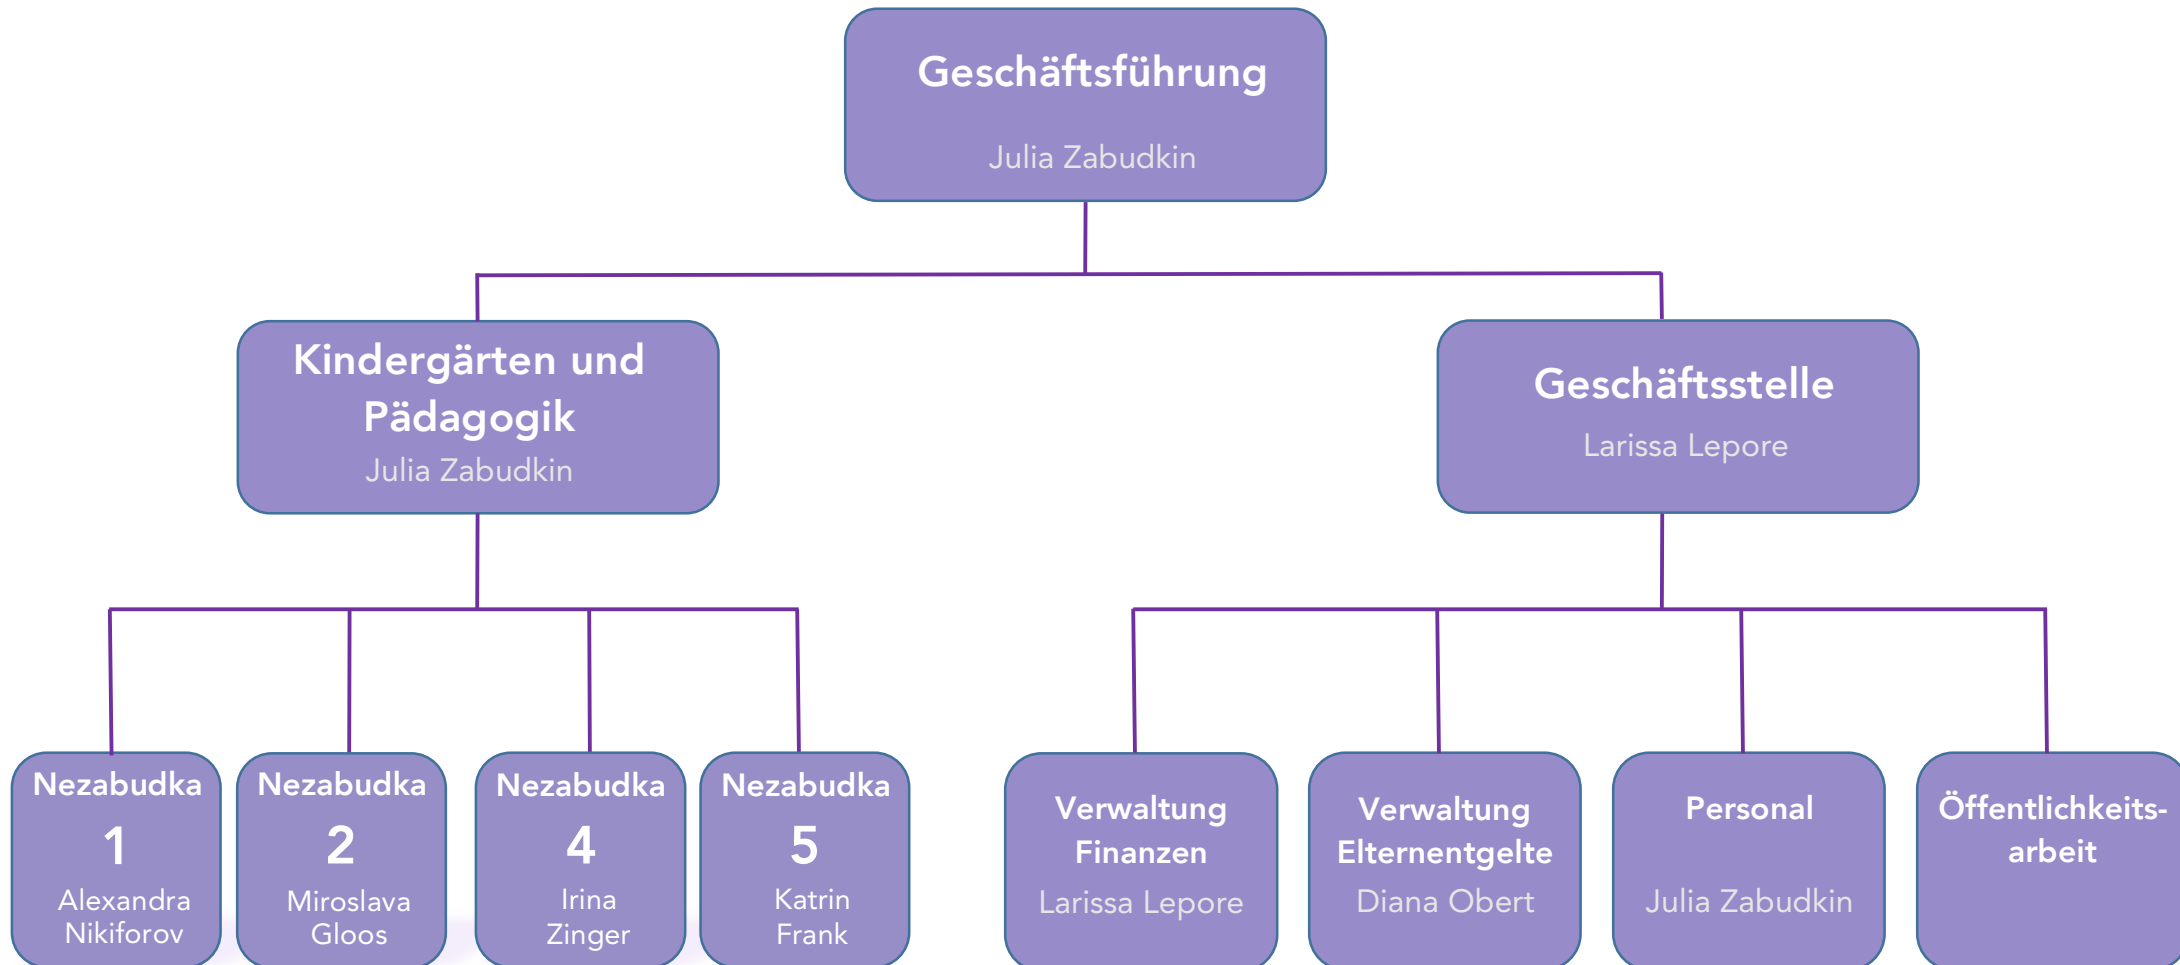 Geschäftsführung
Julia Zabudkin
Kindergärten und
Pädagogik
Julia Zabudkin
Geschäftsstelle
Larissa Lepore
Nezabudka
1
Alexandra
Nikiforov
Nezabudka
2
Miroslava
Gloos
Nezabudka
4
Irina
Zinger
Nezabudka
5
Katrin
Frank
Verwaltung
Finanzen
Larissa Lepore
Verwaltung
Elternentgelte
Diana Obert
Personal
Julia Zabudkin
Öffentlichkeits-
arbeit